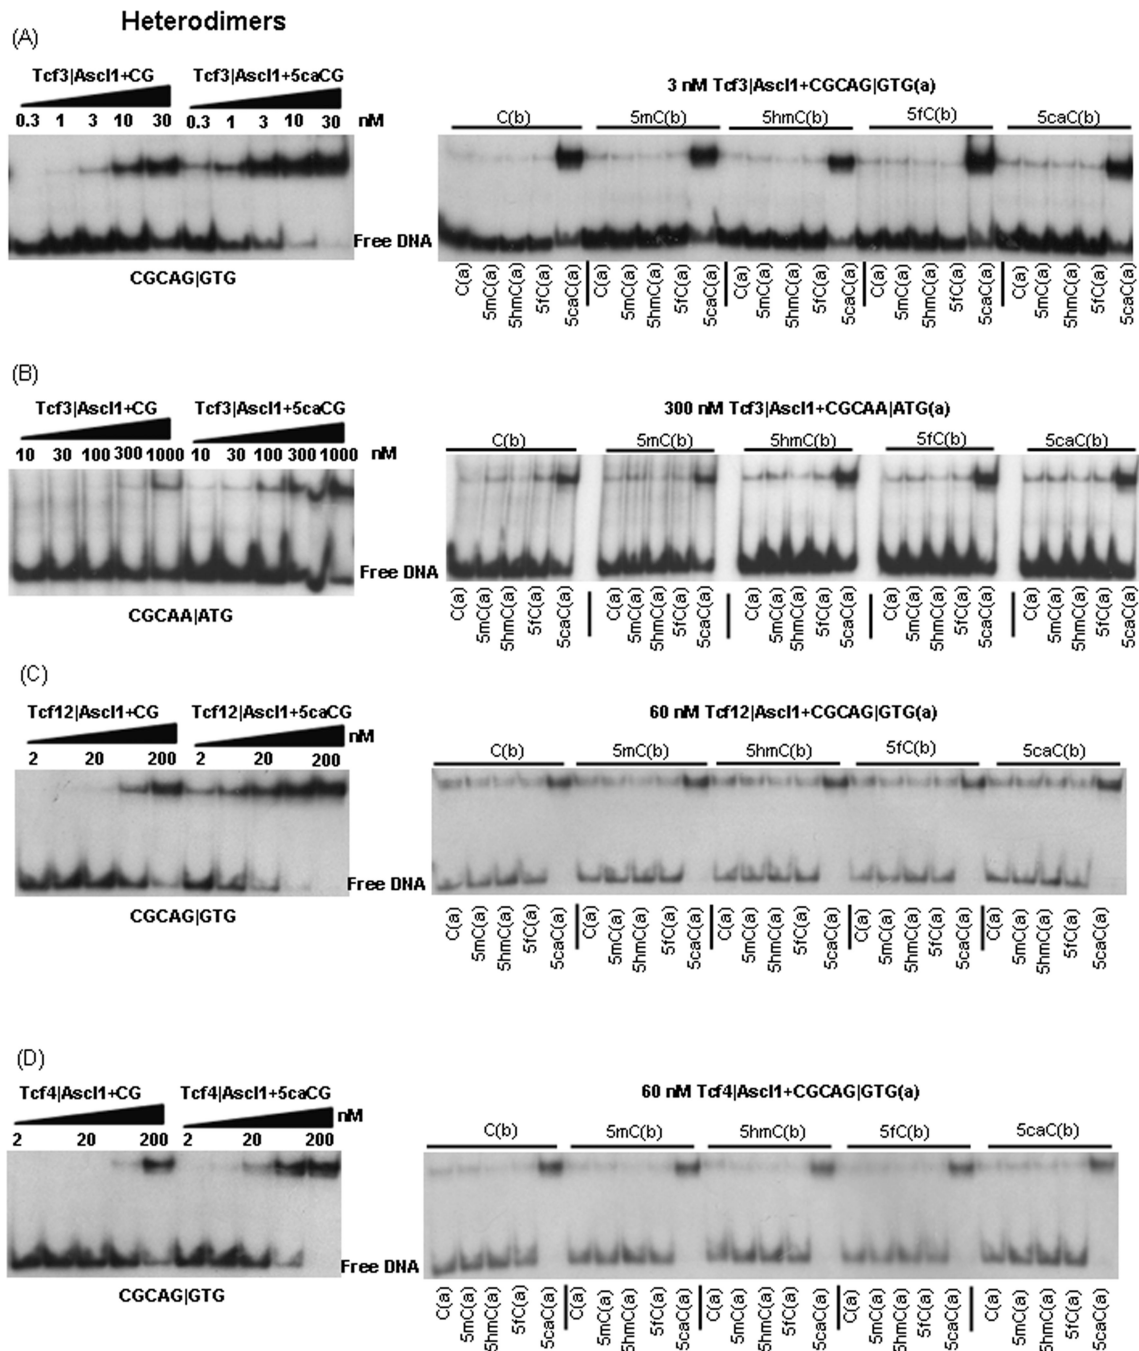 Heterodimers
(A)
Tcf3|Ascl1+CG Tcf3|Ascl1+5caCG
0.3 1 3 10 30 0.3 1 3 10 30 nM
3 nM Tcf3|Ascl1+CGCAG|GTG(a)
C(b) 5mC(b) 5hmC(b) 5fC(b) 5caC(b)
Free DNA
CGCAG|GTG
C(a) 5mC(a) 5hmC(a) 5fC(a) 5caC(a) C(a) 5mC(a) 5hmC(a) 5fC(a) 5caC(a) C(a) 5mC(a) 5hmC(a) 5fC(a) 5caC(a) C(a) 5mC(a) 5hmC(a) 5fC(a) 5caC(a) C(a) 5mC(a) 5hmC(a) 5fC(a) 5caC(a)
(B)
Tcf3|Ascl1+CG Tcf3|Ascl1+5caCG
10 30 100 300 1000 10 30 100 300 1000 nM
300 nM Tcf3|Ascl1+CGCAA|ATG(a)
C(b) 5mC(b) 5hmC(b) 5fC(b) 5caC(b)
Free DNA
CGCAA|ATG
C(a) 5mC(a) 5hmC(a) 5fC(a) 5caC(a) C(a) 5mC(a) 5hmC(a) 5fC(a) 5caC(a) C(a) 5mC(a) 5hmC(a) 5fC(a) 5caC(a) C(a) 5mC(a) 5hmC(a) 5fC(a) 5caC(a) C(a) 5mC(a) 5hmC(a) 5fC(a) 5caC(a)
(C)
Tcf12|Ascl1+CG Tcf12|Ascl1+5caCG
nM
2 20 200 2 20 200
60 nM Tcf12|Ascl1+CGCAG|GTG(a)
C(b) 5mC(b) 5hmC(b) 5fC(b) 5caC(b)
Free DNA
CGCAG|GTG
C(a) 5mC(a) 5hmC(a) 5fC(a) 5caC(a) C(a) 5mC(a) 5hmC(a) 5fC(a) 5caC(a) C(a) 5mC(a) 5hmC(a) 5fC(a) 5caC(a) C(a) 5mC(a) 5hmC(a) 5fC(a) 5caC(a) C(a) 5mC(a) 5hmC(a) 5fC(a) 5caC(a)
(D)
Tcf4|Ascl1+CG Tcf4|Ascl1+5caCG
nM
2 20 200 2 20 200
60 nM Tcf4|Ascl1+CGCAG|GTG(a)
C(b) 5mC(b) 5hmC(b) 5fC(b) 5caC(b)
Free DNA
CGCAG|GTG
C(a) 5mC(a) 5hmC(a) 5fC(a) 5caC(a) C(a) 5mC(a) 5hmC(a) 5fC(a) 5caC(a) C(a) 5mC(a) 5hmC(a) 5fC(a) 5caC(a) C(a) 5mC(a) 5hmC(a) 5fC(a) 5caC(a) C(a) 5mC(a) 5hmC(a) 5fC(a) 5caC(a)